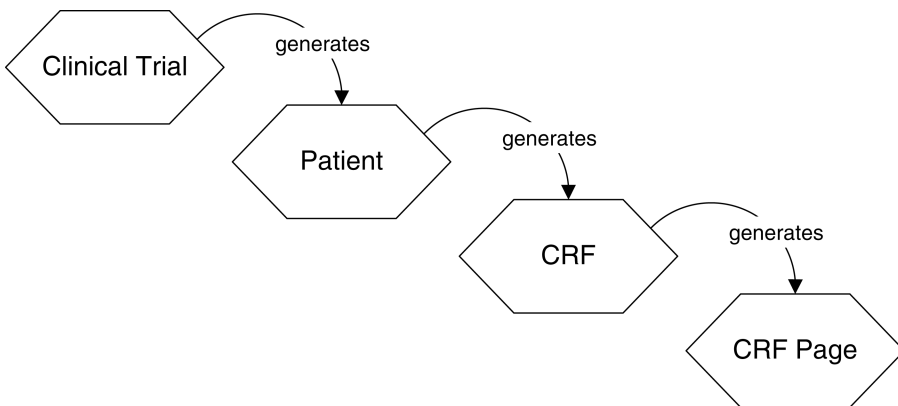 Clinical Trial
generates
Patient
generates
CRF
generates
CRF Page